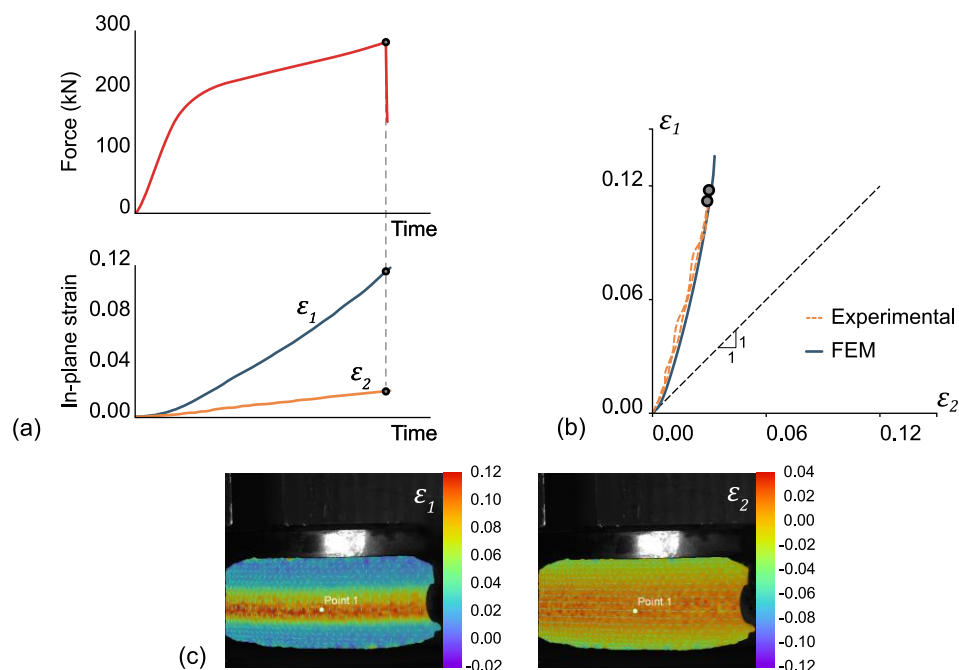 300
200
100
0
Force (kN)
Time
0.12
0.08
0.04
0.00
In-plane strain
ε1
ε2
Time
(a)
ε1
0.12
0.06
0.00
0.00
0.06
0.12
ε2
1
1
Experimental
FEM
(b)
ε1
Point 1
0.12
0.10
0.08
0.06
0.04
0.02
0.00
-0.02
ε2
Point 1
0.04
0.02
0.00
-0.02
-0.04
-0.06
-0.08
-0.10
-0.12
(c)